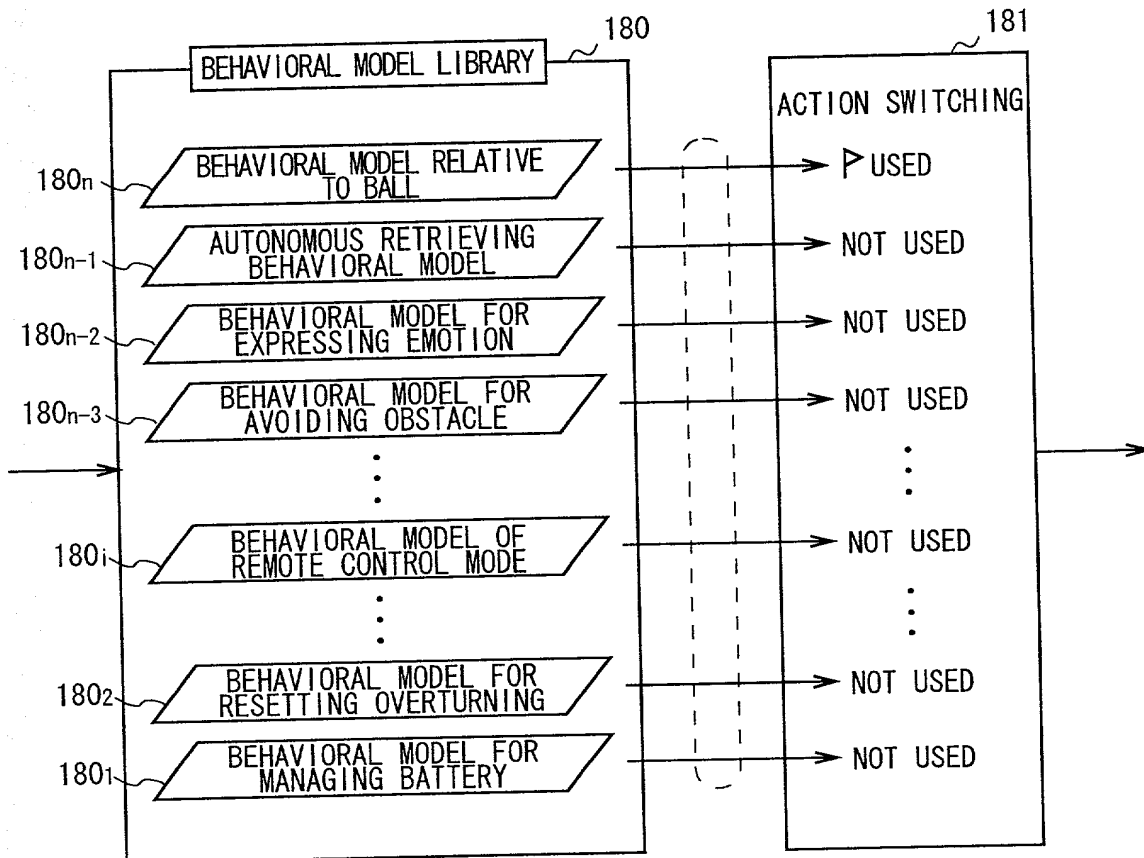 180
181
BEHAVIORAL MODEL LIBRARY
ACTION SWITCHING
180n
BEHAVIORAL MODEL RELATIVE
TO BALL
USED
180n-1
AUTONOMOUS RETRIEVING
BEHAVIORAL MODEL
NOT USED
180n-2
BEHAVIORAL MODEL FOR
EXPRESSING EMOTION
NOT USED
180n-3
BEHAVIORAL MODEL FOR
AVOIDING OBSTACLE
NOT USED
180i
BEHAVIORAL MODEL OF
REMOTE CONTROL MODE
NOT USED
1802
BEHAVIORAL MODEL FOR
RESETTING OVERTURNING
NOT USED
1801
BEHAVIORAL MODEL FOR
MANAGING BATTERY
NOT USED